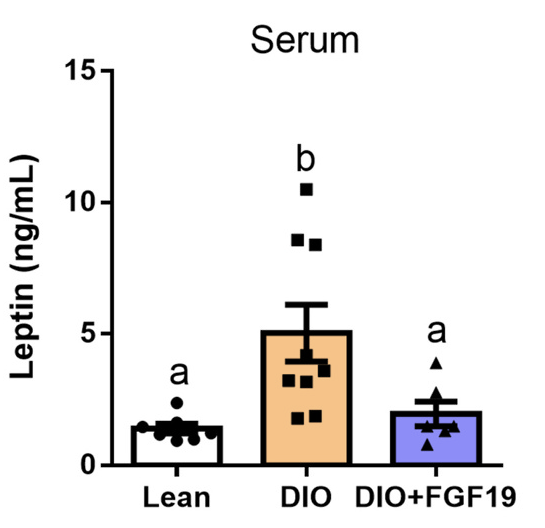 Serum
Leptin (ng/mL)
15
10
5
0
a
b
a
Lean
DIO
DIO+FGF19